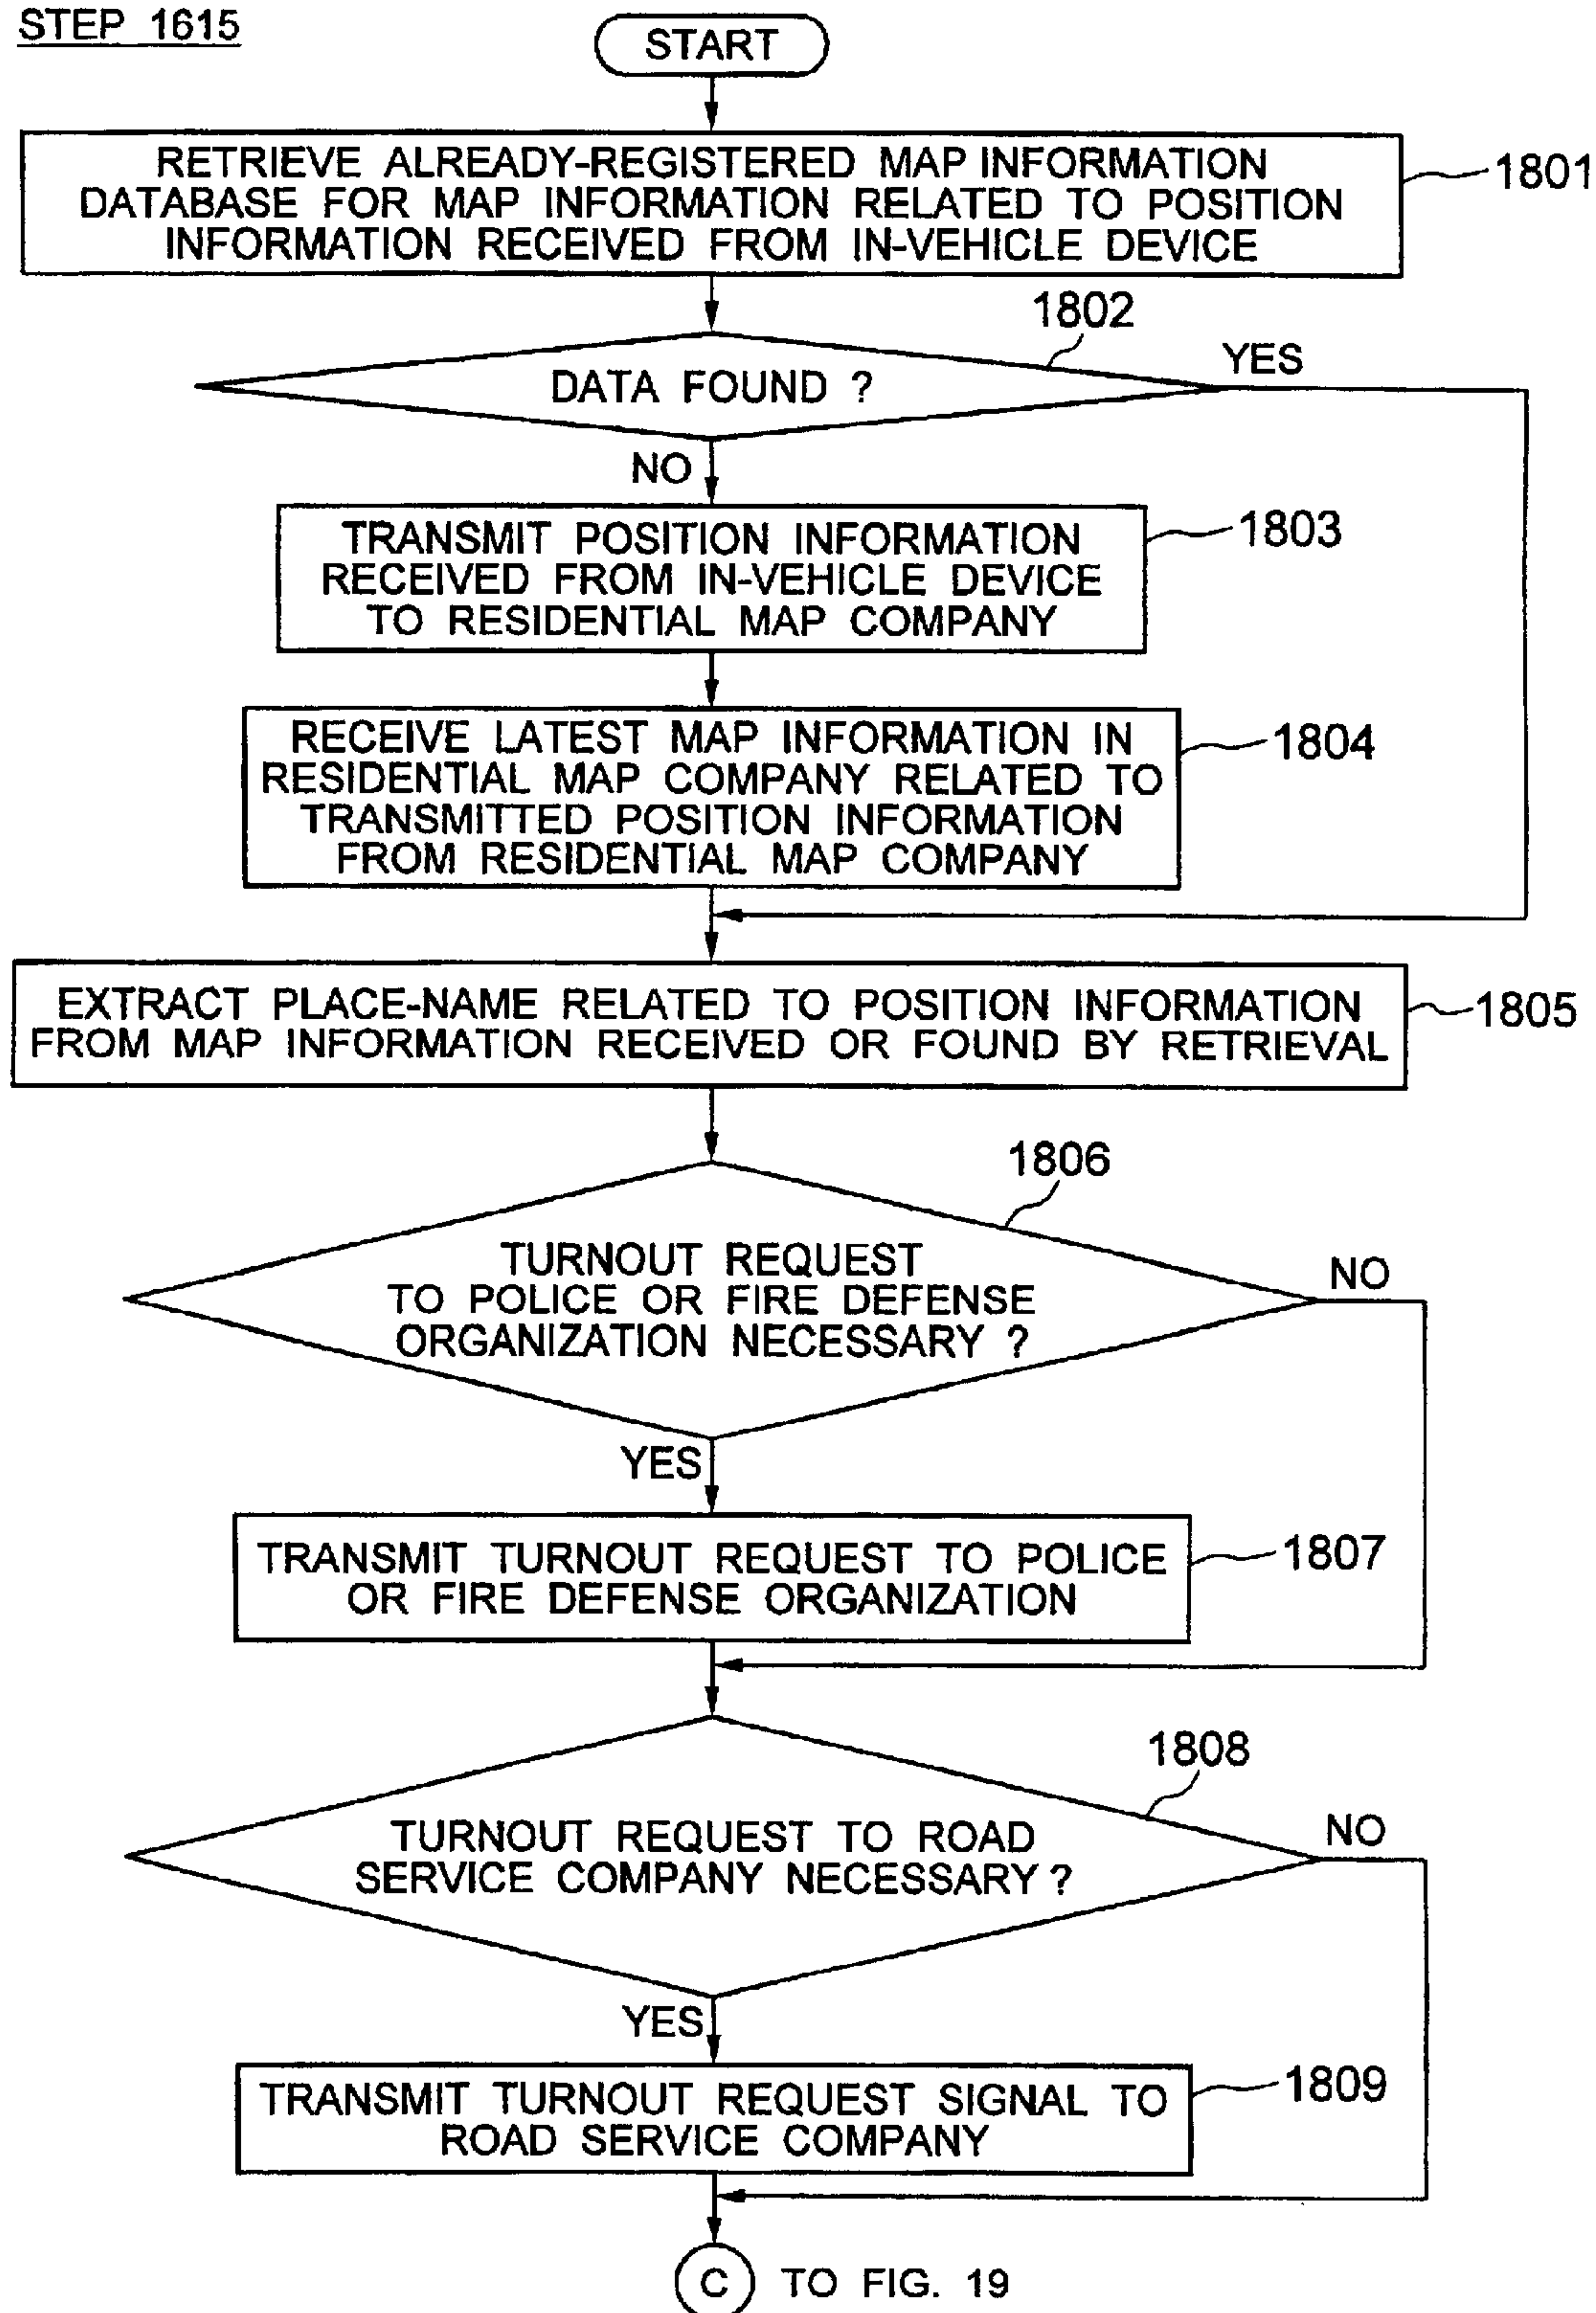 STEP 1615
START
RETRIEVE ALREADY-REGISTERED MAP INFORMATION
DATABASE FOR MAP INFORMATION RELATED TO POSITION
INFORMATION RECEIVED FROM IN-VEHICLE DEVICE
1801
1802
DATA FOUND ?
YES
NO
TRANSMIT POSITION INFORMATION
RECEIVED FROM IN-VEHICLE DEVICE
TO RESIDENTIAL MAP COMPANY
1803
RECEIVE LATEST MAP INFORMATION IN
RESIDENTIAL MAP COMPANY RELATED TO
TRANSMITTED POSITION INFORMATION
FROM RESIDENTIAL MAP COMPANY
1804
EXTRACT PLACE-NAME RELATED TO POSITION INFORMATION
FROM MAP INFORMATION RECEIVED OR FOUND BY RETRIEVAL
1805
1806
TURNOUT REQUEST
TO POLICE OR FIRE DEFENSE
ORGANIZATION NECESSARY ?
NO
YES
TRANSMIT TURNOUT REQUEST TO POLICE
OR FIRE DEFENSE ORGANIZATION
1807
1808
TURNOUT REQUEST TO ROAD
SERVICE COMPANY NECESSARY ?
NO
YES
TRANSMIT TURNOUT REQUEST SIGNAL TO
ROAD SERVICE COMPANY
1809
C TO FIG. 19